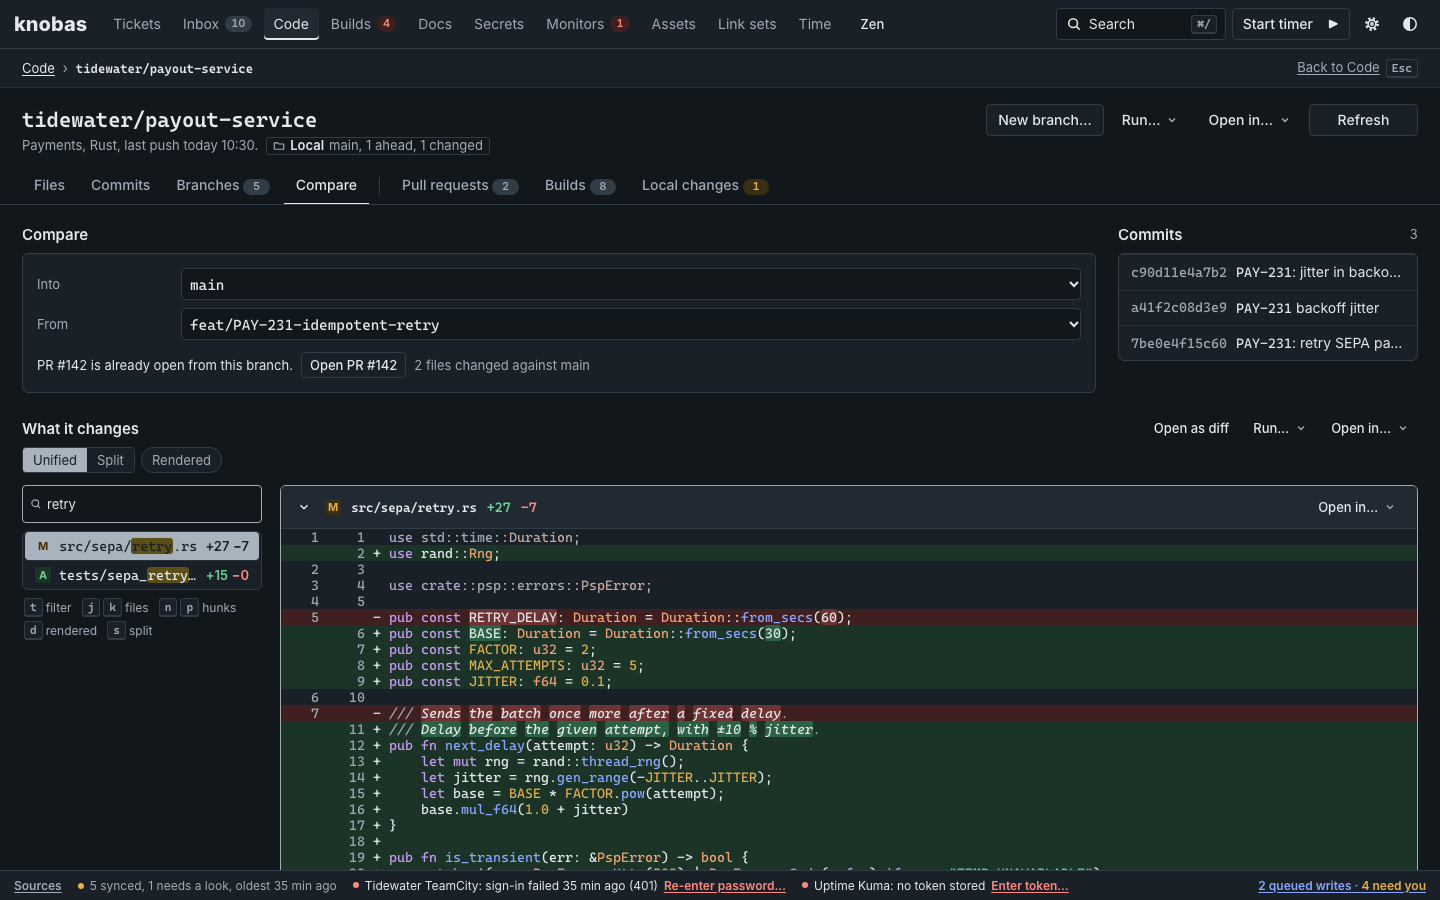 knobas Tickets Inbox 10 Code Builds 4 Docs Secrets Monitors 1 Assets Link sets Time Zen Search ⌘/ Start timer
Code › tidewater/payout-service Back to Code Esc
tidewater/payout-service New branch... Run... Open in... Refresh
Payments, Rust, last push today 10:30. Local main, 1 ahead, 1 changed
Files Commits Branches 5 Compare Pull requests 2 Builds 8 Local changes 1
Compare
Into main
From feat/PAY-231-idempotent-retry
PR #142 is already open from this branch. Open PR #142 2 files changed against main
Commits 3
c90d11e4a7b2 PAY-231: jitter in backo...
a41f2c08d3e9 PAY-231 backoff jitter
7be0e4f15c60 PAY-231: retry SEPA pa...
What it changes Open as diff Run... Open in...
Unified Split Rendered
retry
M src/sepa/retry.rs +27 −7
A tests/sepa_retry... +15 −0
t filter j k files n p hunks
d rendered s split
M src/sepa/retry.rs +27 −7 Open in...
1 1 use std::time::Duration;
2 + use rand::Rng;
2 3
3 4 use crate::psp::errors::PspError;
4 5
5 - pub const RETRY_DELAY: Duration = Duration::from_secs(60);
6 + pub const BASE: Duration = Duration::from_secs(30);
7 + pub const FACTOR: u32 = 2;
8 + pub const MAX_ATTEMPTS: u32 = 5;
9 + pub const JITTER: f64 = 0.1;
6 10
7 - /// Sends the batch once more after a fixed delay.
11 + /// Delay before the given attempt, with ±10 % jitter.
12 + pub fn next_delay(attempt: u32) -> Duration {
13 + let mut rng = rand::thread_rng();
14 + let jitter = rng.gen_range(-JITTER..JITTER);
15 + let base = BASE * FACTOR.pow(attempt);
16 + base.mul_f64(1.0 + jitter)
17 + }
18 +
19 + pub fn is_transient(err: &PspError) -> bool {
Sources 5 synced, 1 needs a look, oldest 35 min ago Tidewater TeamCity: sign-in failed 35 min ago (401) Re-enter password... Uptime Kuma: no token stored Enter token... 2 queued writes · 4 need you